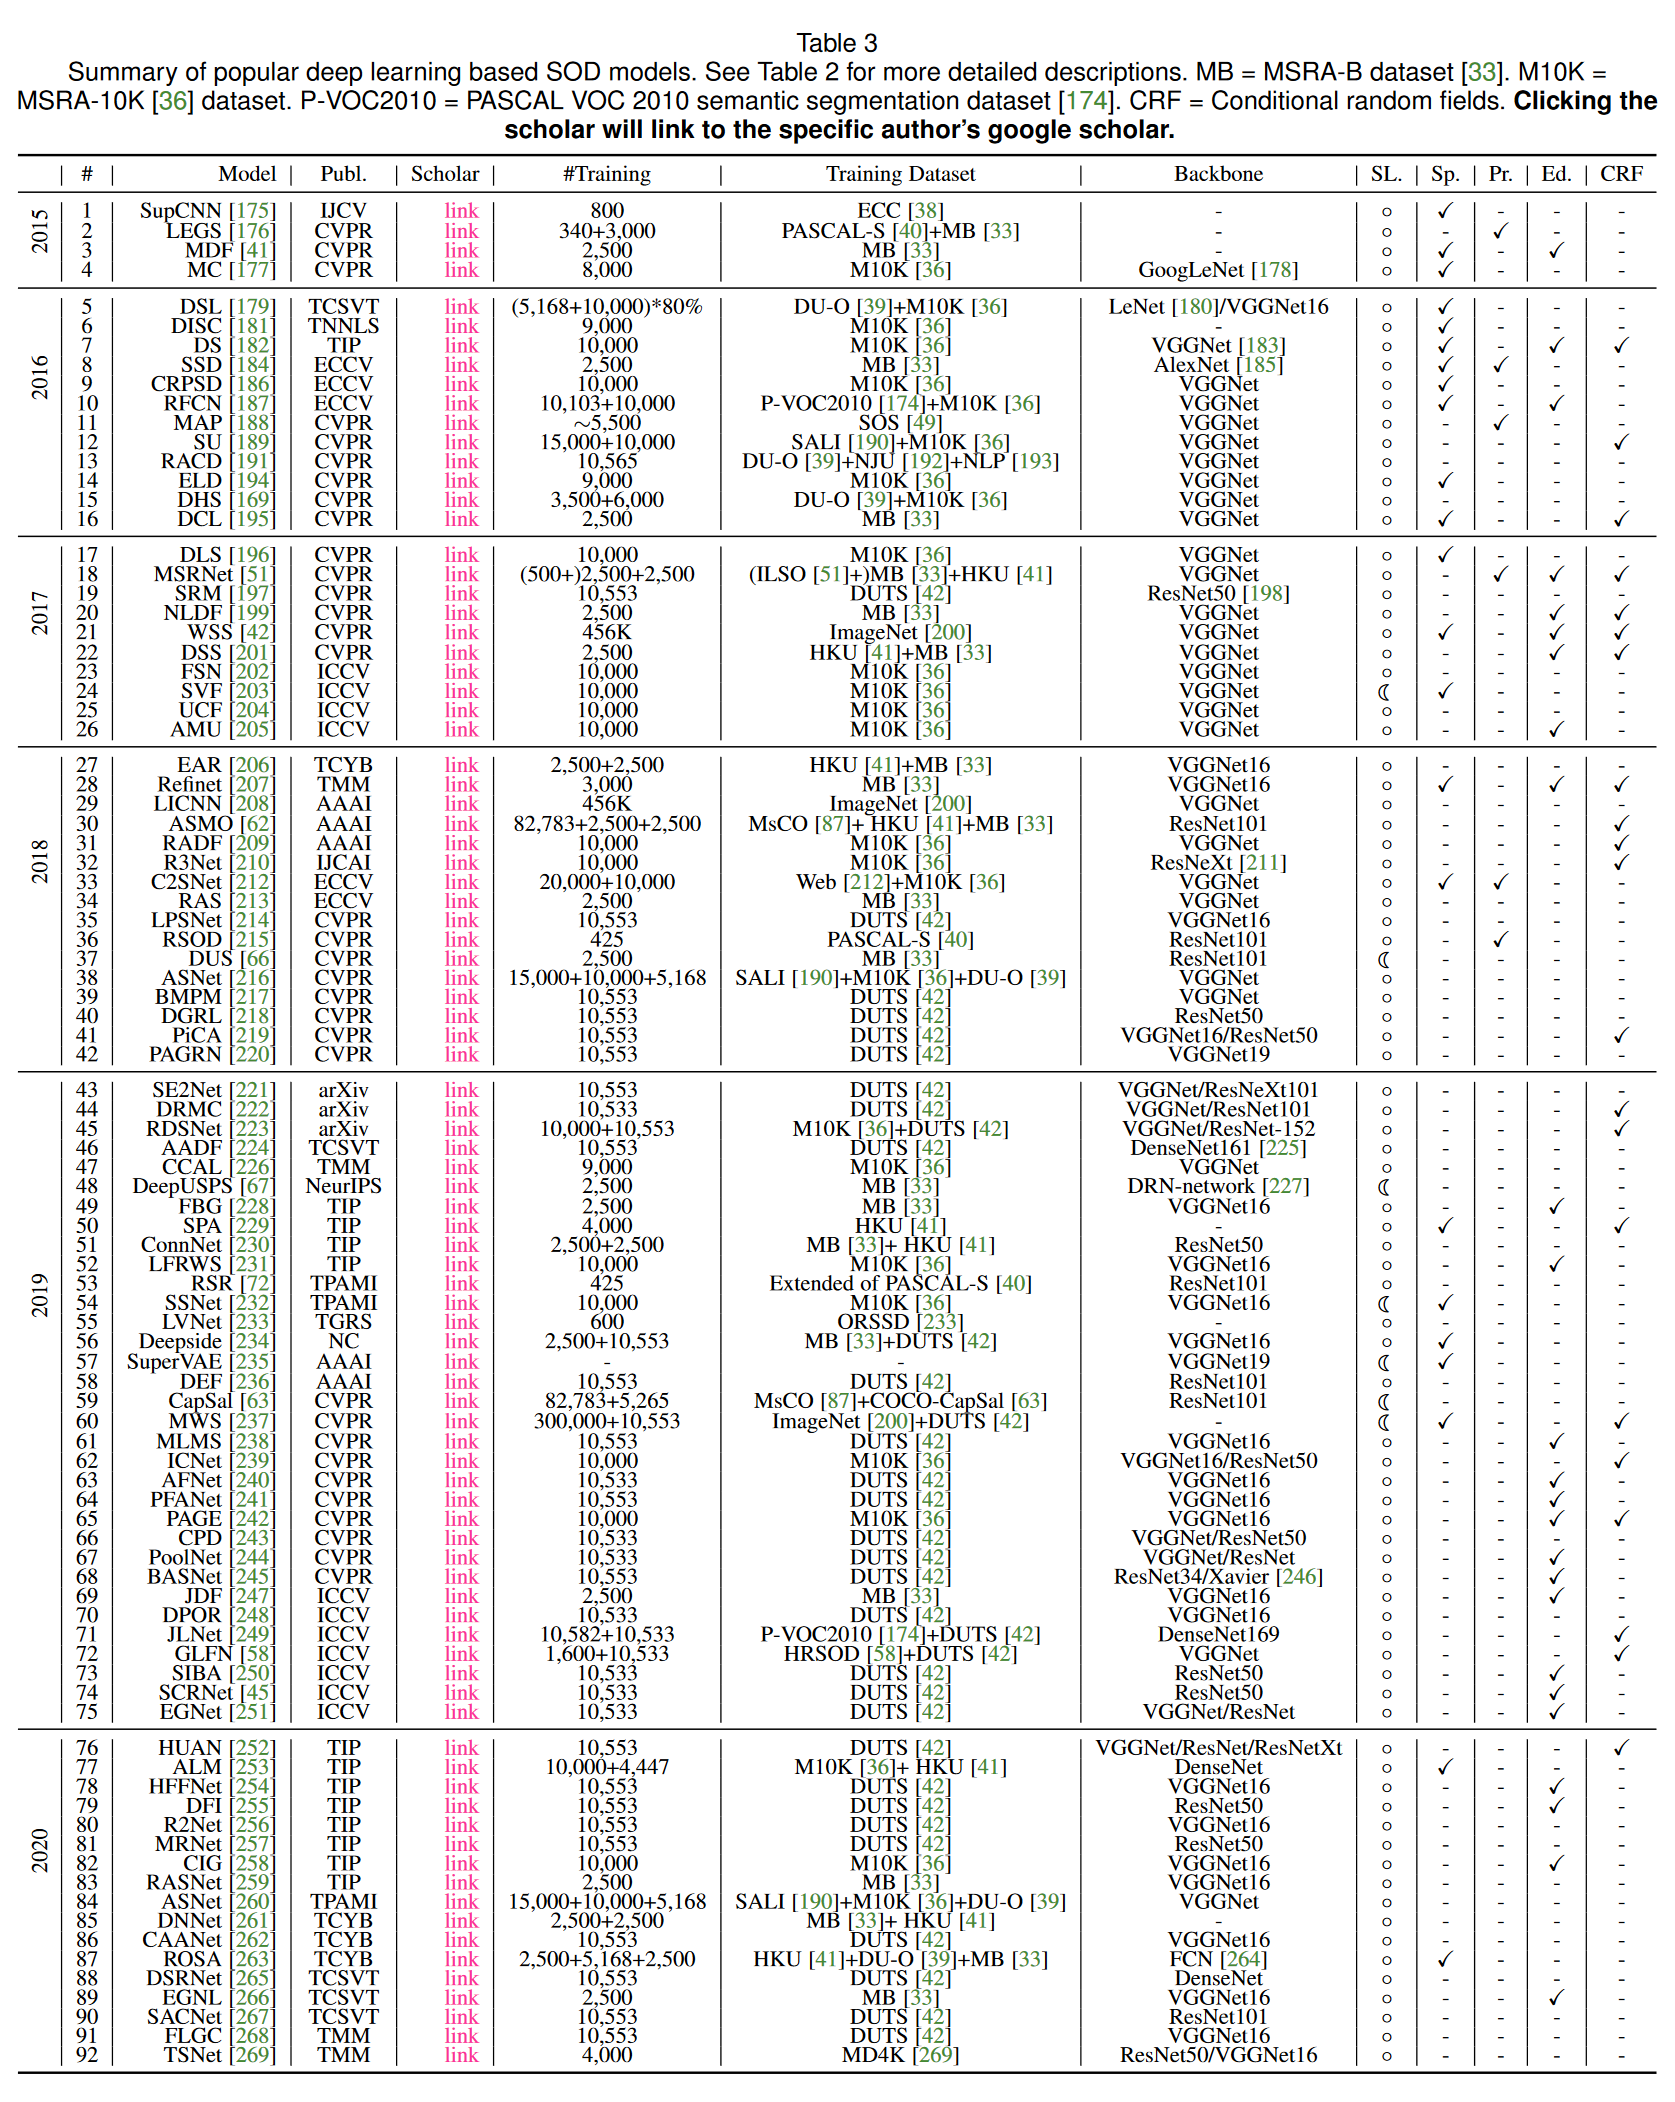 Table 3
Summary of popular deep learning based SOD models. See Table 2 for more detailed descriptions. MB = MSRA-B dataset [33]. M10K =
MSRA-10K [36] dataset. P-VOC2010 = PASCAL VOC 2010 semantic segmentation dataset [174]. CRF = Conditional random fields. Clicking the
scholar will link to the specific author's google scholar.
# | Model | Publ. | Scholar | #Training | Training Dataset | Backbone | SL. | Sp. | Pr. | Ed. | CRF
2015
1 | SupCNN [175] | IJCV | link | 800 | ECC [38] | - | ○ | ✓ | - | - | -
2 | LEGS [176] | CVPR | link | 340+3,000 | PASCAL-S [40]+MB [33] | - | ○ | - | ✓ | - | -
3 | MDF [41] | CVPR | link | 2,500 | MB [33] | - | ○ | ✓ | - | ✓ | -
4 | MC [177] | CVPR | link | 8,000 | M10K [36] | GoogLeNet [178] | ○ | ✓ | - | - | -
2016
5 | DSL [179] | TCSVT | link | (5,168+10,000)*80% | DU-O [39]+M10K [36] | LeNet [180]/VGGNet16 | ○ | ✓ | - | - | -
6 | DISC [181] | TNNLS | link | 9,000 | M10K [36] | - | ○ | ✓ | - | - | -
7 | DS [182] | TIP | link | 10,000 | M10K [36] | VGGNet [183] | ○ | ✓ | - | ✓ | ✓
8 | SSD [184] | ECCV | link | 2,500 | MB [33] | AlexNet [185] | ○ | ✓ | ✓ | - | -
9 | CRPSD [186] | ECCV | link | 10,000 | M10K [36] | VGGNet | ○ | ✓ | - | - | -
10 | RFCN [187] | ECCV | link | 10,103+10,000 | P-VOC2010 [174]+M10K [36] | VGGNet | ○ | ✓ | - | ✓ | -
11 | MAP [188] | CVPR | link | ~5,500 | SOS [49] | VGGNet | ○ | - | ✓ | - | -
12 | SU [189] | CVPR | link | 15,000+10,000 | SALI [190]+M10K [36] | VGGNet | ○ | - | - | - | ✓
13 | RACD [191] | CVPR | link | 10,565 | DU-O [39]+NJU [192]+NLP [193] | VGGNet | ○ | - | - | - | -
14 | ELD [194] | CVPR | link | 9,000 | M10K [36] | VGGNet | ○ | ✓ | - | - | -
15 | DHS [169] | CVPR | link | 3,500+6,000 | DU-O [39]+M10K [36] | VGGNet | ○ | - | - | - | -
16 | DCL [195] | CVPR | link | 2,500 | MB [33] | VGGNet | ○ | ✓ | - | - | ✓
2017
17 | DLS [196] | CVPR | link | 10,000 | M10K [36] | VGGNet | ○ | ✓ | - | - | -
18 | MSRNet [51] | CVPR | link | (500+)2,500+2,500 | (ILSO [51]+)MB [33]+HKU [41] | VGGNet | ○ | - | ✓ | ✓ | ✓
19 | SRM [197] | CVPR | link | 10,553 | DUTS [42] | ResNet50 [198] | ○ | - | - | - | -
20 | NLDF [199] | CVPR | link | 2,500 | MB [33] | VGGNet | ○ | - | - | ✓ | ✓
21 | WSS [42] | CVPR | link | 456K | ImageNet [200] | VGGNet | ○ | ✓ | - | ✓ | ✓
22 | DSS [201] | CVPR | link | 2,500 | HKU [41]+MB [33] | VGGNet | ○ | - | - | ✓ | ✓
23 | FSN [202] | ICCV | link | 10,000 | M10K [36] | VGGNet | ○ | - | - | - | -
24 | SVF [203] | ICCV | link | 10,000 | M10K [36] | VGGNet | ☾ | ✓ | - | - | -
25 | UCF [204] | ICCV | link | 10,000 | M10K [36] | VGGNet | ○ | - | - | - | -
26 | AMU [205] | ICCV | link | 10,000 | M10K [36] | VGGNet | ○ | - | - | ✓ | -
2018
27 | EAR [206] | TCYB | link | 2,500+2,500 | HKU [41]+MB [33] | VGGNet16 | ○ | - | - | - | -
28 | Refinet [207] | TMM | link | 3,000 | MB [33] | VGGNet16 | ○ | ✓ | - | ✓ | ✓
29 | LICNN [208] | AAAI | link | 456K | ImageNet [200] | VGGNet | ○ | - | - | - | -
30 | ASMO [62] | AAAI | link | 82,783+2,500+2,500 | MsCO [87]+ HKU [41]+MB [33] | ResNet101 | ○ | - | - | - | ✓
31 | RADF [209] | AAAI | link | 10,000 | M10K [36] | VGGNet | ○ | - | - | - | ✓
32 | R3Net [210] | IJCAI | link | 10,000 | M10K [36] | ResNeXt [211] | ○ | - | - | - | ✓
33 | C2SNet [212] | ECCV | link | 20,000+10,000 | Web [212]+M10K [36] | VGGNet | ○ | ✓ | ✓ | - | -
34 | RAS [213] | ECCV | link | 2,500 | MB [33] | VGGNet | ○ | - | - | - | -
35 | LPSNet [214] | CVPR | link | 10,553 | DUTS [42] | VGGNet16 | ○ | - | - | - | -
36 | RSOD [215] | CVPR | link | 425 | PASCAL-S [40] | ResNet101 | ○ | - | ✓ | - | -
37 | DUS [66] | CVPR | link | 2,500 | MB [33] | ResNet101 | ☾ | - | - | - | -
38 | ASNet [216] | CVPR | link | 15,000+10,000+5,168 | SALI [190]+M10K [36]+DU-O [39] | VGGNet | ○ | - | - | - | -
39 | BMPM [217] | CVPR | link | 10,553 | DUTS [42] | VGGNet | ○ | - | - | - | -
40 | DGRL [218] | CVPR | link | 10,553 | DUTS [42] | ResNet50 | ○ | - | - | - | -
41 | PiCA [219] | CVPR | link | 10,553 | DUTS [42] | VGGNet16/ResNet50 | ○ | - | - | - | ✓
42 | PAGRN [220] | CVPR | link | 10,553 | DUTS [42] | VGGNet19 | ○ | - | - | - | -
2019
43 | SE2Net [221] | arXiv | link | 10,553 | DUTS [42] | VGGNet/ResNeXt101 | ○ | - | - | - | -
44 | DRMC [222] | arXiv | link | 10,533 | DUTS [42] | VGGNet/ResNet101 | ○ | - | - | - | ✓
45 | RDSNet [223] | arXiv | link | 10,000+10,553 | M10K [36]+DUTS [42] | VGGNet/ResNet-152 | ○ | - | - | - | ✓
46 | AADF [224] | TCSVT | link | 10,553 | DUTS [42] | DenseNet161 [225] | ○ | - | - | - | -
47 | CCAL [226] | TMM | link | 9,000 | M10K [36] | VGGNet | ○ | - | - | - | -
48 | DeepUSPS [67] | NeurIPS | link | 2,500 | MB [33] | DRN-network [227] | ☾ | - | - | - | -
49 | FBG [228] | TIP | link | 2,500 | MB [33] | VGGNet16 | ○ | - | - | ✓ | -
50 | SPA [229] | TIP | link | 4,000 | HKU [41] | - | ○ | ✓ | - | - | ✓
51 | ConnNet [230] | TIP | link | 2,500+2,500 | MB [33]+ HKU [41] | ResNet50 | ○ | - | - | - | -
52 | LFRWS [231] | TIP | link | 10,000 | M10K [36] | VGGNet16 | ○ | - | - | ✓ | -
53 | RSR [72] | TPAMI | link | 425 | Extended of PASCAL-S [40] | ResNet101 | ○ | - | - | - | -
54 | SSNet [232] | TPAMI | link | 10,000 | M10K [36] | VGGNet16 | ☾ | ✓ | - | - | -
55 | LVNet [233] | TGRS | link | 600 | ORSSD [233] | - | ○ | - | - | - | -
56 | Deepside [234] | NC | link | 2,500+10,553 | MB [33]+DUTS [42] | VGGNet16 | ○ | ✓ | - | - | -
57 | SuperVAE [235] | AAAI | link | - | - | VGGNet19 | ☾ | ✓ | - | - | -
58 | DEF [236] | AAAI | link | 10,553 | DUTS [42] | ResNet101 | ○ | - | - | - | -
59 | CapSal [63] | CVPR | link | 82,783+5,265 | MsCO [87]+COCO-CapSal [63] | ResNet101 | ☾ | - | - | - | -
60 | MWS [237] | CVPR | link | 300,000+10,553 | ImageNet [200]+DUTS [42] | - | ☾ | ✓ | - | - | ✓
61 | MLMS [238] | CVPR | link | 10,553 | DUTS [42] | VGGNet16 | ○ | - | - | ✓ | -
62 | ICNet [239] | CVPR | link | 10,000 | M10K [36] | VGGNet16/ResNet50 | ○ | - | - | - | ✓
63 | AFNet [240] | CVPR | link | 10,533 | DUTS [42] | VGGNet16 | ○ | - | - | ✓ | -
64 | PFANet [241] | CVPR | link | 10,553 | DUTS [42] | VGGNet16 | ○ | - | - | ✓ | -
65 | PAGE [242] | CVPR | link | 10,000 | M10K [36] | VGGNet16 | ○ | - | - | ✓ | ✓
66 | CPD [243] | CVPR | link | 10,533 | DUTS [42] | VGGNet/ResNet50 | ○ | - | - | - | -
67 | PoolNet [244] | CVPR | link | 10,533 | DUTS [42] | VGGNet/ResNet | ○ | - | - | ✓ | -
68 | BASNet [245] | CVPR | link | 10,553 | DUTS [42] | ResNet34/Xavier [246] | ○ | - | - | ✓ | -
69 | JDF [247] | ICCV | link | 2,500 | MB [33] | VGGNet16 | ○ | - | - | ✓ | -
70 | DPOR [248] | ICCV | link | 10,533 | DUTS [42] | VGGNet16 | ○ | - | - | - | -
71 | JLNet [249] | ICCV | link | 10,582+10,533 | P-VOC2010 [174]+DUTS [42] | DenseNet169 | ○ | - | - | - | ✓
72 | GLFN [58] | ICCV | link | 1,600+10,533 | HRSOD [58]+DUTS [42] | VGGNet | ○ | - | - | - | ✓
73 | SIBA [250] | ICCV | link | 10,533 | DUTS [42] | ResNet50 | ○ | - | - | ✓ | -
74 | SCRNet [45] | ICCV | link | 10,533 | DUTS [42] | ResNet50 | ○ | - | - | ✓ | -
75 | EGNet [251] | ICCV | link | 10,533 | DUTS [42] | VGGNet/ResNet | ○ | - | - | ✓ | -
2020
76 | HUAN [252] | TIP | link | 10,553 | DUTS [42] | VGGNet/ResNet/ResNetXt | ○ | - | - | - | ✓
77 | ALM [253] | TIP | link | 10,000+4,447 | M10K [36]+ HKU [41] | DenseNet | ○ | ✓ | - | - | -
78 | HFFNet [254] | TIP | link | 10,553 | DUTS [42] | VGGNet16 | ○ | - | - | ✓ | -
79 | DFI [255] | TIP | link | 10,553 | DUTS [42] | ResNet50 | ○ | - | - | ✓ | -
80 | R2Net [256] | TIP | link | 10,553 | DUTS [42] | VGGNet16 | ○ | - | - | - | -
81 | MRNet [257] | TIP | link | 10,553 | DUTS [42] | ResNet50 | ○ | - | - | - | -
82 | CIG [258] | TIP | link | 10,000 | M10K [36] | VGGNet16 | ○ | - | - | ✓ | -
83 | RASNet [259] | TIP | link | 2,500 | MB [33] | VGGNet16 | ○ | - | - | - | -
84 | ASNet [260] | TPAMI | link | 15,000+10,000+5,168 | SALI [190]+M10K [36]+DU-O [39] | VGGNet | ○ | - | - | - | -
85 | DNNet [261] | TCYB | link | 2,500+2,500 | MB [33]+ HKU [41] | - | ○ | - | - | - | -
86 | CAANet [262] | TCYB | link | 10,553 | DUTS [42] | VGGNet16 | ○ | - | - | - | -
87 | ROSA [263] | TCYB | link | 2,500+5,168+2,500 | HKU [41]+DU-O [39]+MB [33] | FCN [264] | ○ | ✓ | - | - | -
88 | DSRNet [265] | TCSVT | link | 10,553 | DUTS [42] | DenseNet | ○ | - | - | - | -
89 | EGNL [266] | TCSVT | link | 2,500 | MB [33] | VGGNet16 | ○ | - | - | ✓ | -
90 | SACNet [267] | TCSVT | link | 10,553 | DUTS [42] | ResNet101 | ○ | - | - | - | -
91 | FLGC [268] | TMM | link | 10,553 | DUTS [42] | VGGNet16 | ○ | - | - | - | -
92 | TSNet [269] | TMM | link | 4,000 | MD4K [269] | ResNet50/VGGNet16 | ○ | - | - | - | -